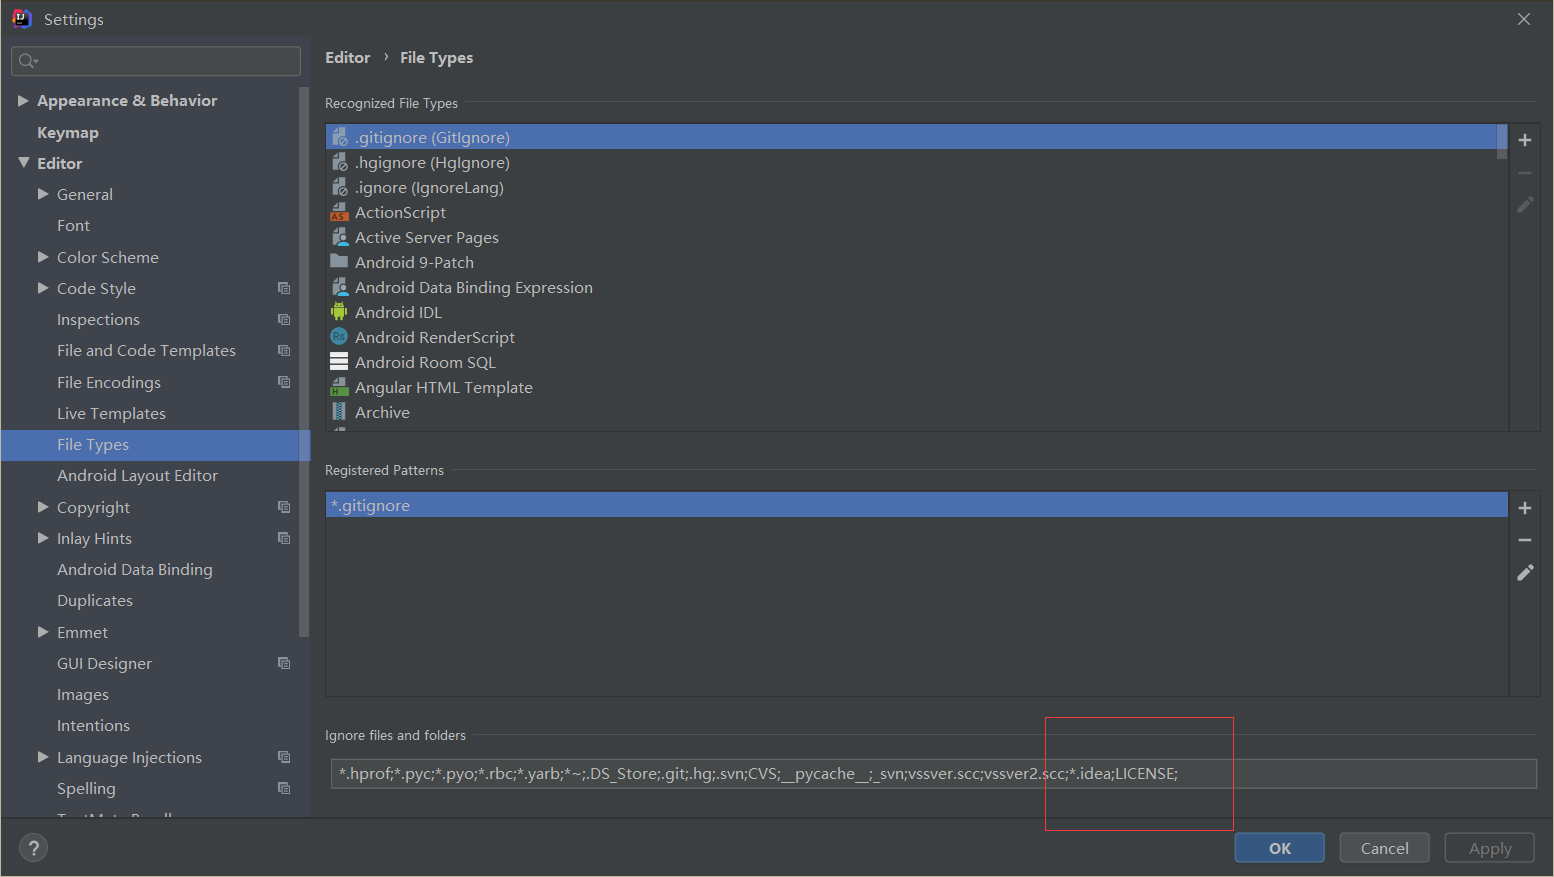 Settings
Appearance & Behavior
Keymap
Editor
General
Font
Color Scheme
Code Style
Inspections
File and Code Templates
File Encodings
Live Templates
File Types
Android Layout Editor
Copyright
Inlay Hints
Android Data Binding
Duplicates
Emmet
GUI Designer
Images
Intentions
Language Injections
Spelling
Editor › File Types
Recognized File Types
.gitignore (GitIgnore)
.hgignore (HgIgnore)
.ignore (IgnoreLang)
ActionScript
Active Server Pages
Android 9-Patch
Android Data Binding Expression
Android IDL
Android RenderScript
Android Room SQL
Angular HTML Template
Archive
Registered Patterns
*.gitignore
Ignore files and folders
*.hprof;*.pyc;*.pyo;*.rbc;*.yarb;*~;.DS_Store;.git;.hg;.svn;CVS;__pycache__;_svn;vssver.scc;vssver2.scc;*.idea;LICENSE;
?
OK
Cancel
Apply